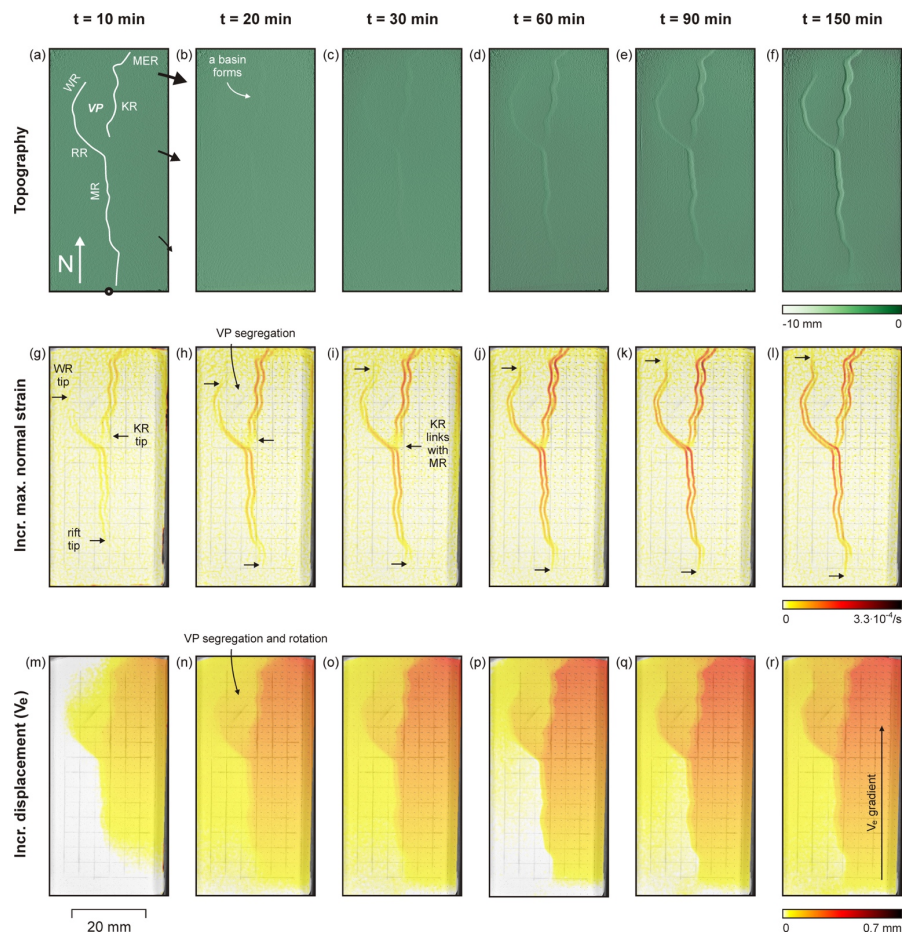 t = 10 min
t = 20 min
t = 30 min
t = 60 min
t = 90 min
t = 150 min
Topography
(a)
WR
VP
MER
KR
RR
MR
N
(b)
a basin
forms
(c)
(d)
(e)
(f)
-10 mm
0
Incr. max. normal strain
VP segregation
(g)
WR
tip
KR
tip
rift
tip
(h)
(i)
KR
links
with
MR
(j)
(k)
(l)
0
3.3·10⁻⁴/s
Incr. displacement (Vₑ)
VP segregation and rotation
(m)
(n)
(o)
(p)
(q)
(r)
Vₑ gradient
20 mm
0
0.7 mm